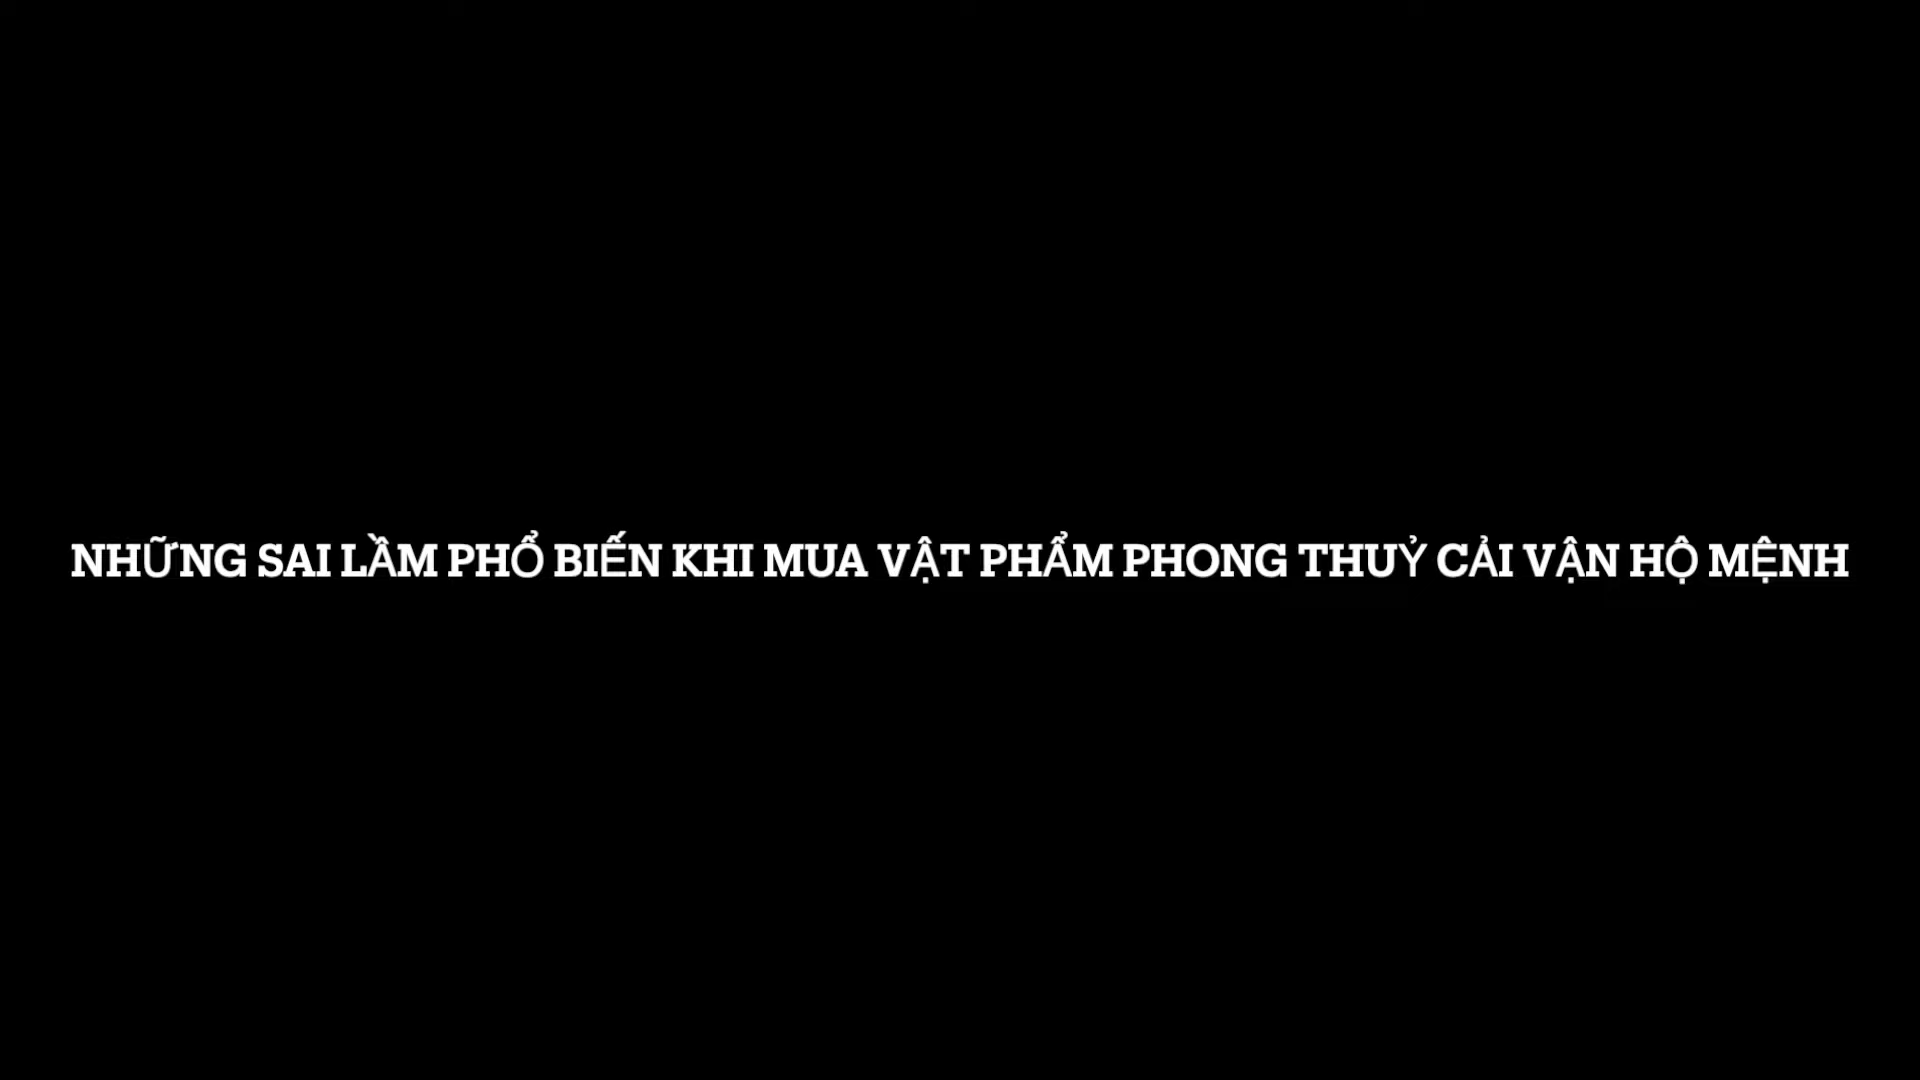 NHỮNG SAI LẦM PHỔ BIẾN KHI MUA VẬT PHẨM PHONG THUỶ CẢI VẬN HỘ MỆNH